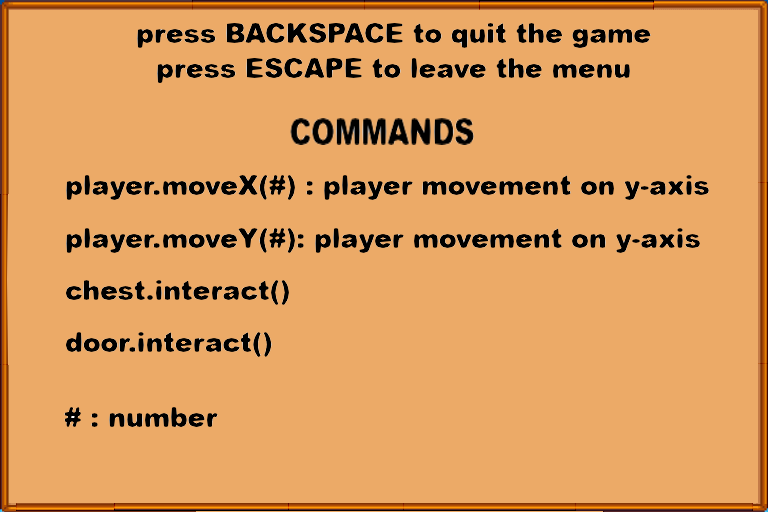 press BACKSPACE to quit the game
press ESCAPE to leave the menu
COMMANDS
player.moveX(#) : player movement on y-axis
player.moveY(#): player movement on y-axis
chest.interact()
door.interact()
# : number